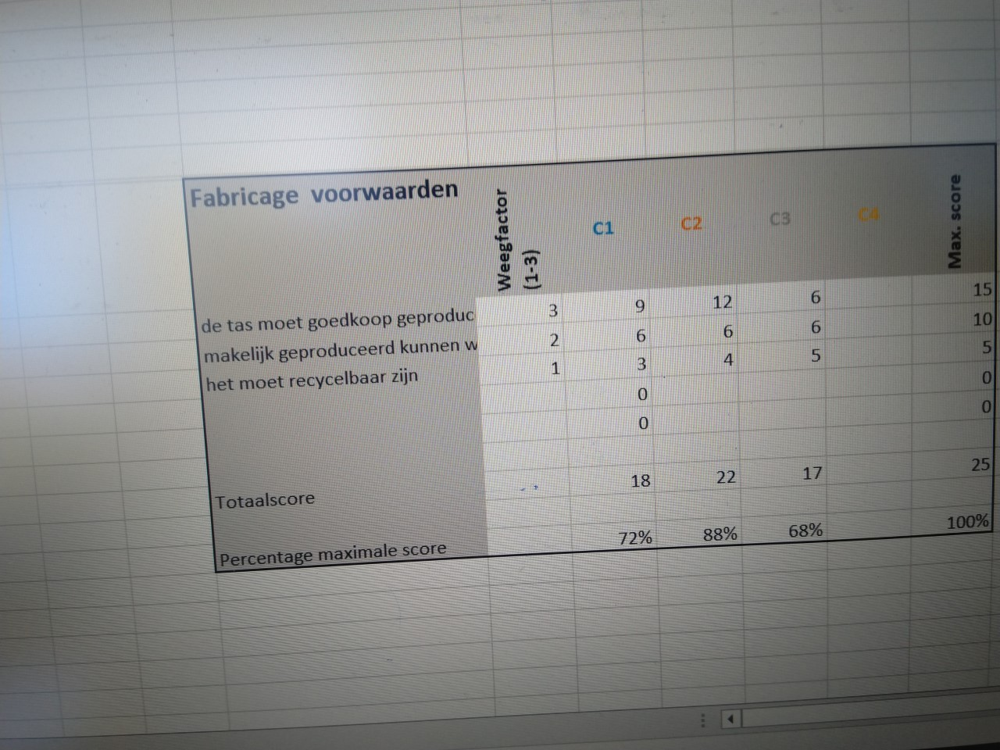 Fabricage voorwaarden
Weegfactor
(1-3)
C1 C2 C3 C4
Max. score
de tas moet goedkoop geproduc 3 9 12 6 15
makelijk geproduceerd kunnen w 2 6 6 6 10
het moet recycelbaar zijn 1 3 4 5 5
0 0
0 0
Totaalscore 18 22 17 25
Percentage maximale score 72% 88% 68% 100%